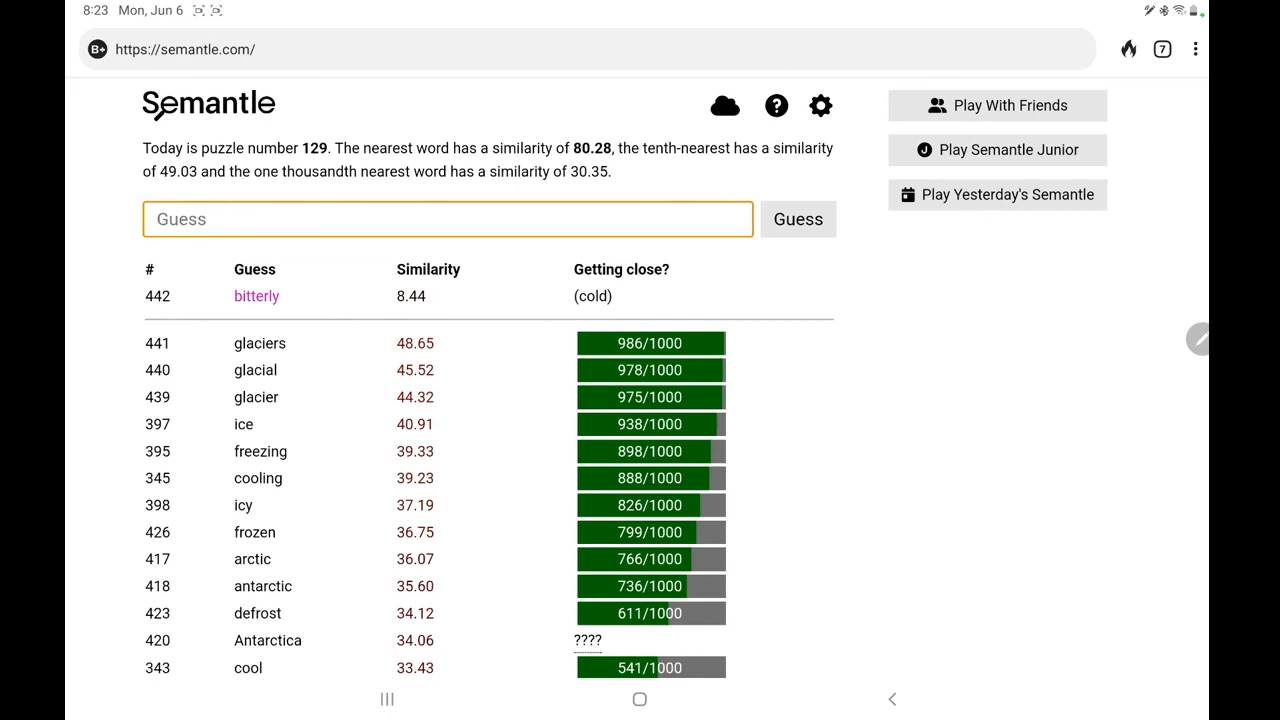 8:23 Mon, Jun 6
B+ https://semantle.com/ 7
Semantle
Play With Friends
Today is puzzle number 129. The nearest word has a similarity of 80.28, the tenth-nearest has a similarity
of 49.03 and the one thousandth nearest word has a similarity of 30.35.
J Play Semantle Junior
Play Yesterday's Semantle
Guess Guess
# Guess Similarity Getting close?
442 bitterly 8.44 (cold)
441 glaciers 48.65 986/1000
440 glacial 45.52 978/1000
439 glacier 44.32 975/1000
397 ice 40.91 938/1000
395 freezing 39.33 898/1000
345 cooling 39.23 888/1000
398 icy 37.19 826/1000
426 frozen 36.75 799/1000
417 arctic 36.07 766/1000
418 antarctic 35.60 736/1000
423 defrost 34.12 611/1000
420 Antarctica 34.06 ????
343 cool 33.43 541/1000